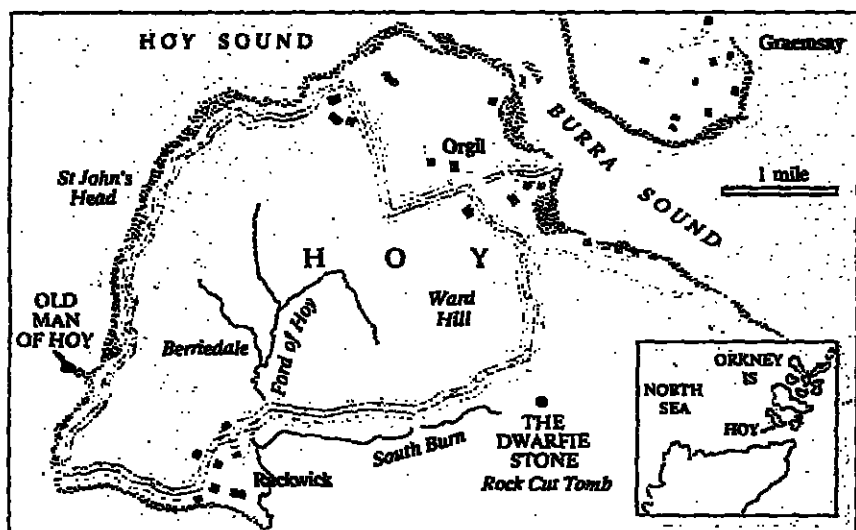 HOY SOUND
Graemsay
BURRA
SOUND
Orgil
1 mile
St John's
Head
HOY
Ward
Hill
OLD
MAN
OF HOY
Berriedale
Ford of Hoy
THE
DWARFIE
STONE
Rock Cut Tomb
South Burn
Rackwick
ORKNEY
IS
NORTH
SEA
HOY